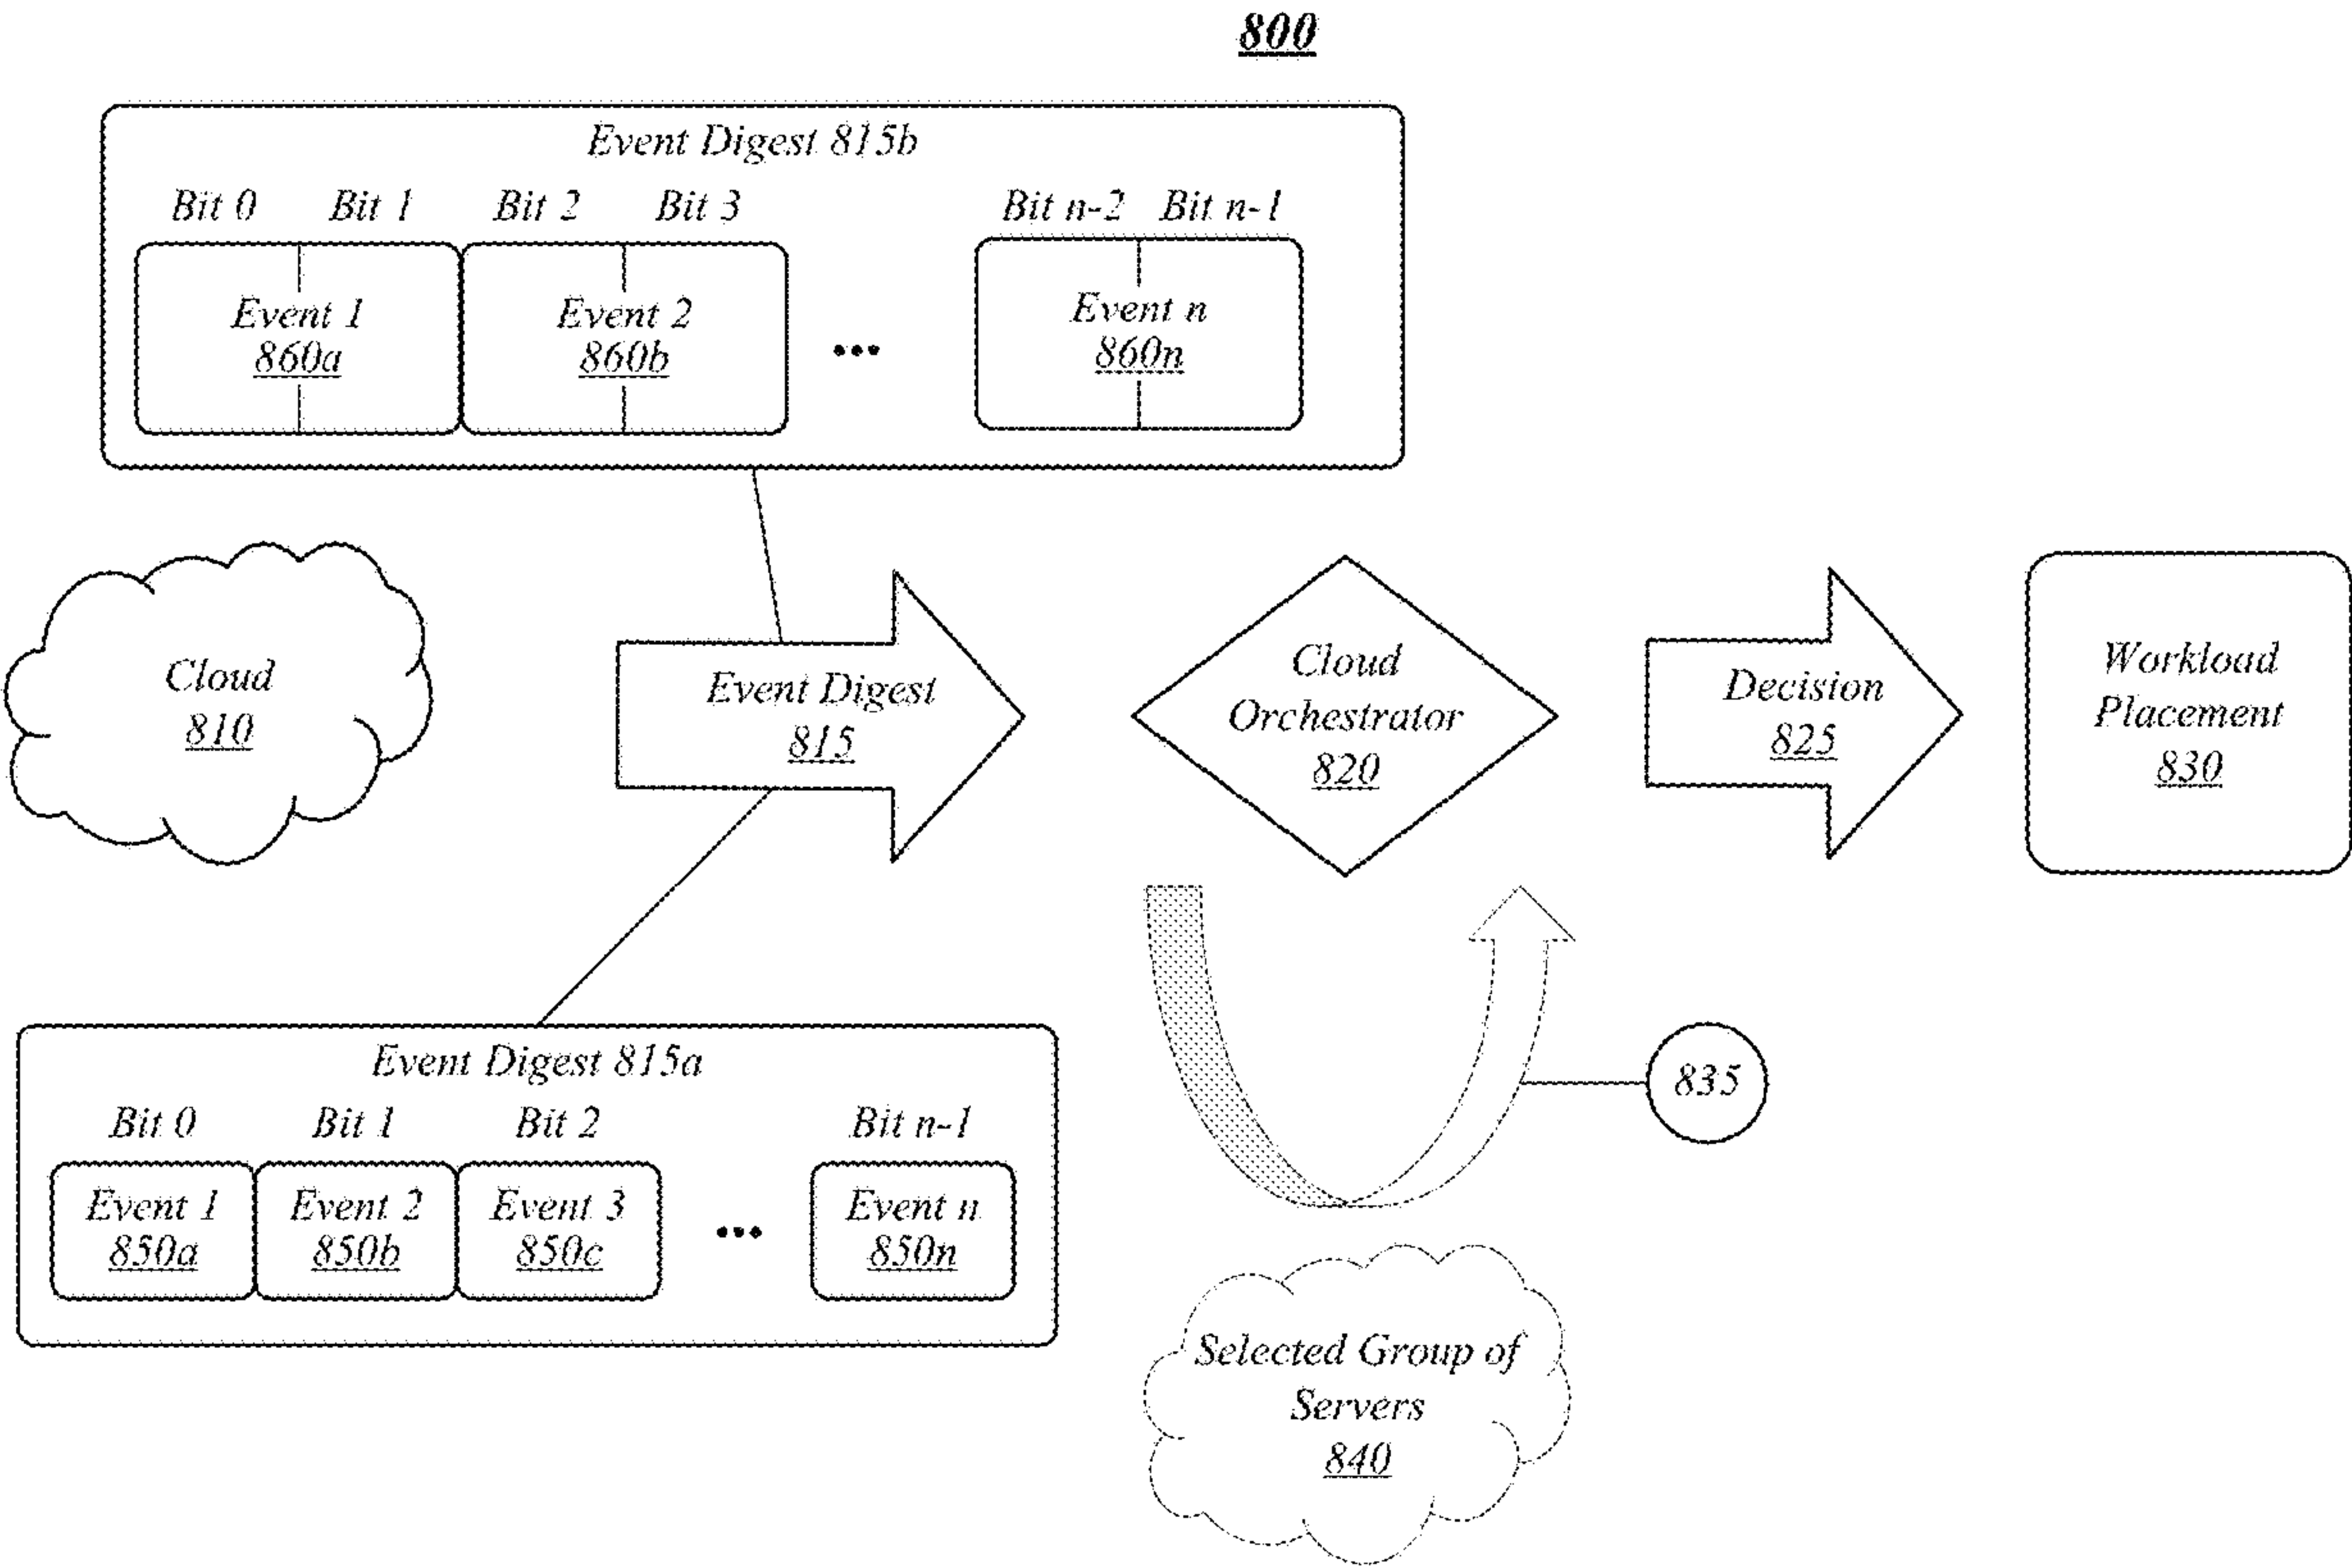 800
Event Digest 815b
Bit 0 Bit 1 Bit 2 Bit 3 Bit n-2 Bit n-1
Event 1
860a
Event 2
860b
•••
Event n
860n
Cloud
810
Event Digest
815
Cloud
Orchestrator
820
Decision
825
Workload
Placement
830
835
Event Digest 815a
Bit 0 Bit 1 Bit 2 Bit n-1
Event 1
850a
Event 2
850b
Event 3
850c
•••
Event n
850n
Selected Group of
Servers
840